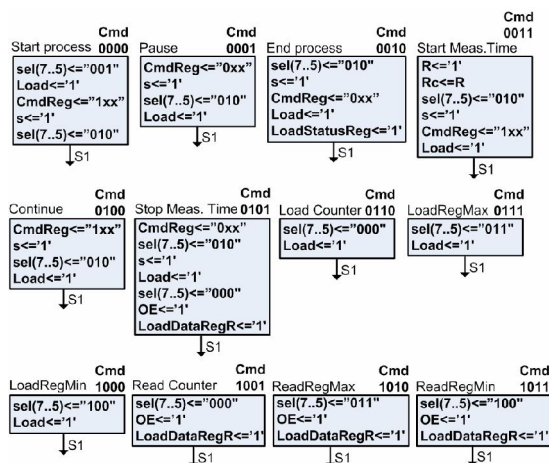 Cmd
Start process 0000
sel(7..5)<="001"
Load<='1'
CmdReg<="1xx"
s<='1'
sel(7..5)<="010"
S1
Cmd
Pause 0001
CmdReg<="0xx"
s<='1'
sel(7..5)<="010"
Load<='1'
S1
Cmd
End process 0010
sel(7..5)<="010"
s<='1'
CmdReg<="0xx"
Load<='1'
LoadStatusReg<='1'
S1
Cmd
0011
Start Meas.Time
R<='1'
Rc<=R
sel(7..5)<="010"
s<='1'
CmdReg<="1xx"
Load<='1'
S1
Cmd
Continue 0100
CmdReg<="1xx"
s<='1'
sel(7..5)<="010"
Load<='1'
S1
Cmd
Stop Meas. Time 0101
CmdReg<="0xx"
sel(7..5)<="010"
s<='1'
Load<='1'
sel(7..5)<="000"
OE<='1'
LoadDataRegR<='1'
S1
Cmd
Load Counter 0110
sel(7..5)<="000"
Load<='1'
S1
Cmd
LoadRegMax 0111
sel(7..5)<="011"
Load<='1'
S1
Cmd
LoadRegMin 1000
sel(7..5)<="100"
Load<='1'
S1
Cmd
Read Counter 1001
sel(7..5)<="000"
OE<='1'
LoadDataRegR<='1'
S1
Cmd
ReadRegMax 1010
sel(7..5)<="011"
OE<='1'
LoadDataRegR<='1'
S1
Cmd
ReadRegMin 1011
sel(7..5)<="100"
OE<='1'
LoadDataRegR<='1'
S1